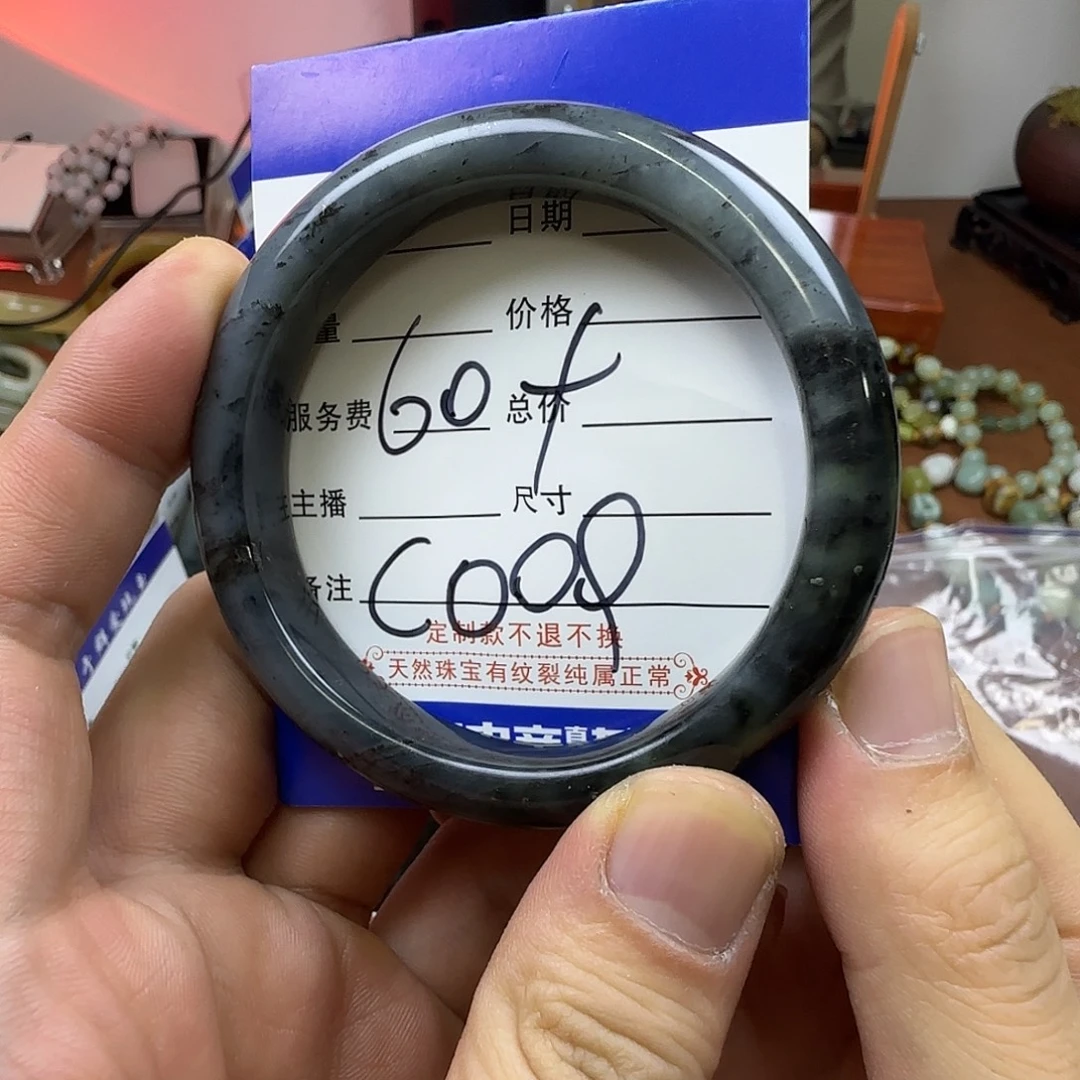 日期
量 价格
服务费 60+ 总价
主播 尺寸
备注 C009
定制款不退不换
天然珠宝有纹裂纯属正常